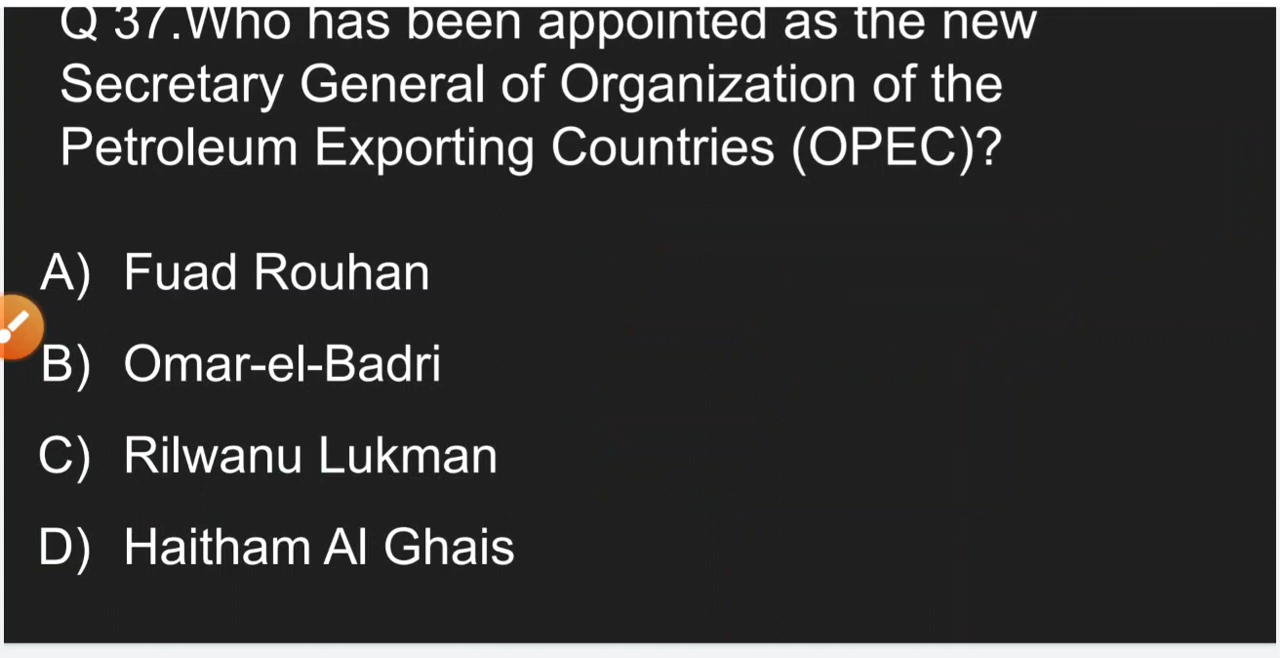 Q 37.Who has been appointed as the new
Secretary General of Organization of the
Petroleum Exporting Countries (OPEC)?
A) Fuad Rouhan
B) Omar-el-Badri
C) Rilwanu Lukman
D) Haitham Al Ghais